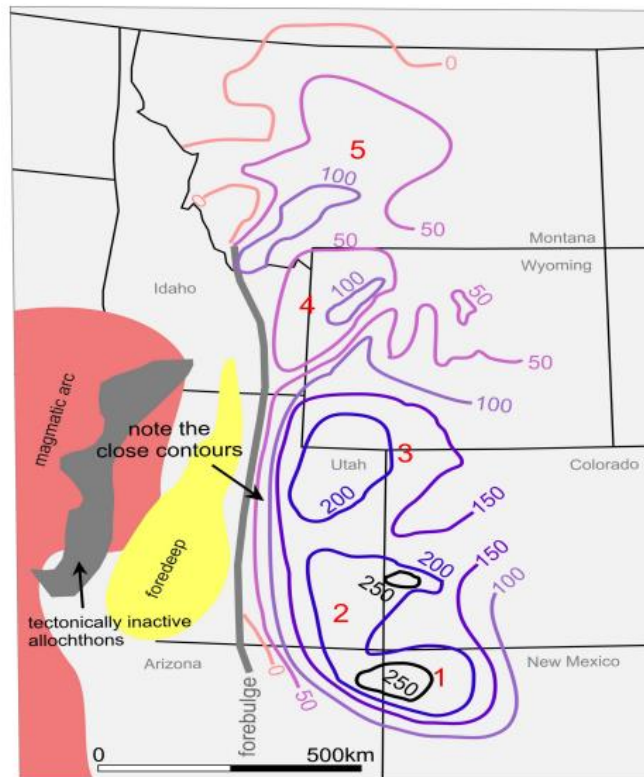 0
5
100
0
50
50
Montana
Wyoming
Idaho
4
100
50
50
100
magmatic arc
note the
close contours
3
Utah
Colorado
200
150
foredeep
150
200
250
100
2
tectonically inactive
allochthons
Arizona
0
50
250
1
New Mexico
forebulge
0
500km